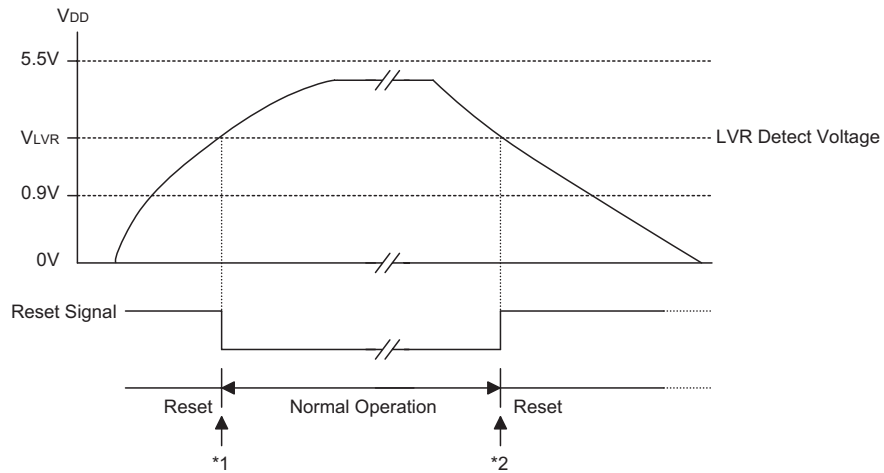 VDD
5.5V
VLVR
LVR Detect Voltage
0.9V
0V
Reset Signal
Reset
Normal Operation
Reset
*1
*2